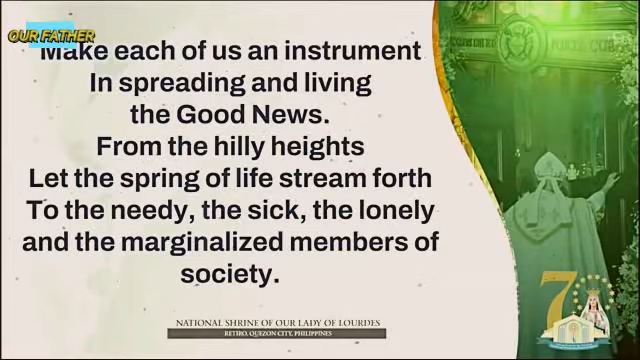 OUR FATHER
Make each of us an instrument
In spreading and living
the Good News.
From the hilly heights
Let the spring of life stream forth
To the needy, the sick, the lonely
and the marginalized members of
society.
NATIONAL SHRINE OF OUR LADY OF LOURDES
RETIRO, QUEZON CITY, PHILIPPINES
7